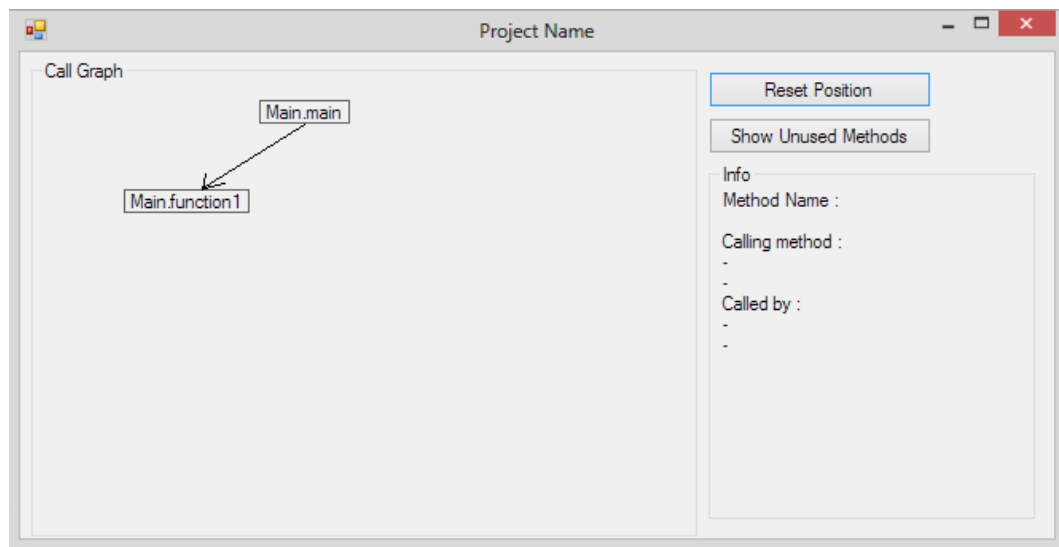 Project Name
Call Graph
Main.main
Main.function1
Reset Position
Show Unused Methods
Info
Method Name :
Calling method :
-
-
Called by :
-
-